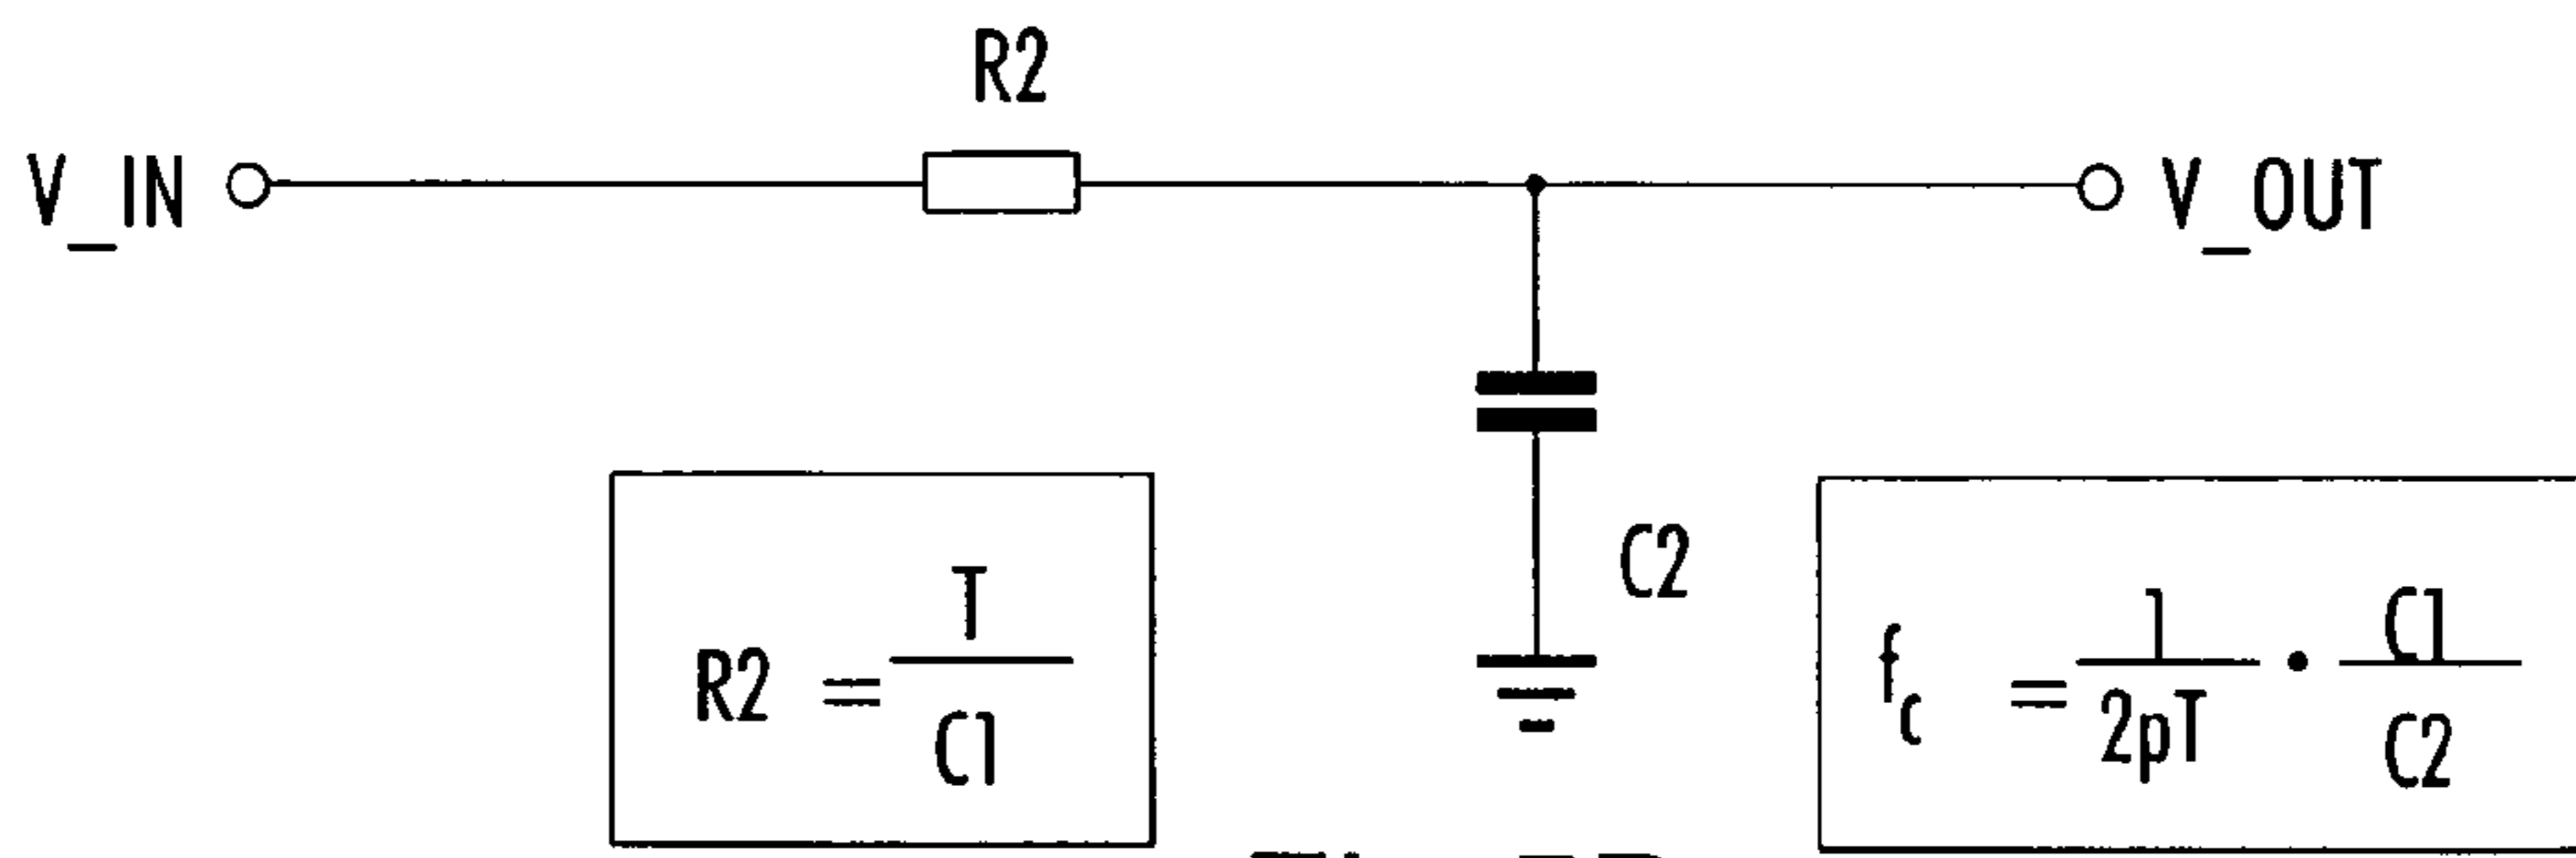 R2
V_IN
V_OUT
C2
R2 = T / C1
f_c = 1 / 2pT • C1 / C2